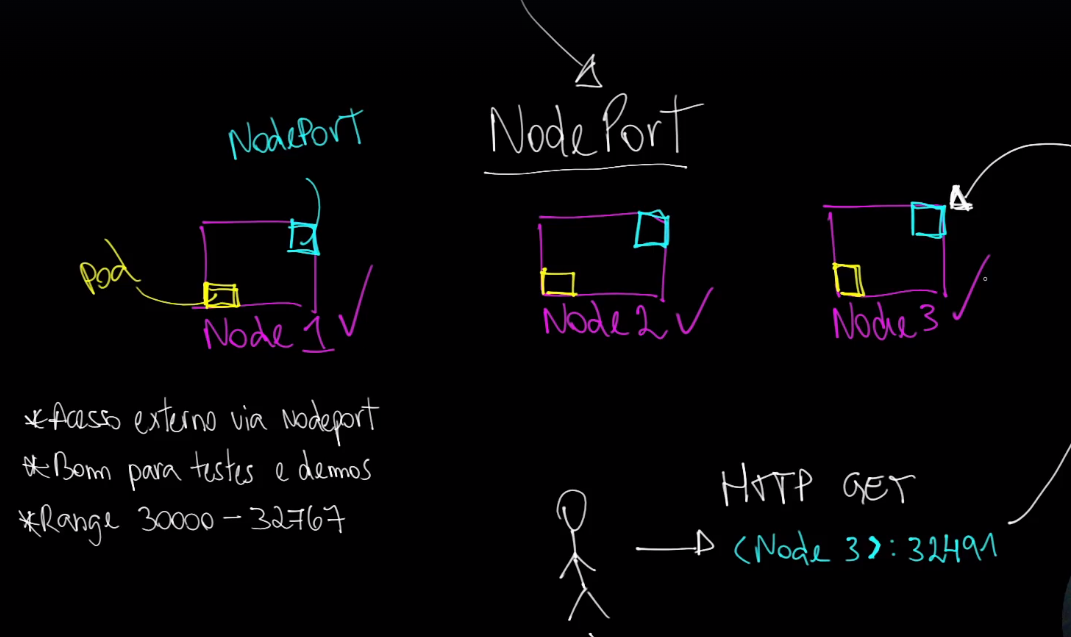 NodePort
NodePort
Pod
Node 1
Node 2
Node 3
*Acesso externo via Nodeport
*Bom para testes e demos
*Range 30000-32767
HTTP GET
<Node 3>:32491